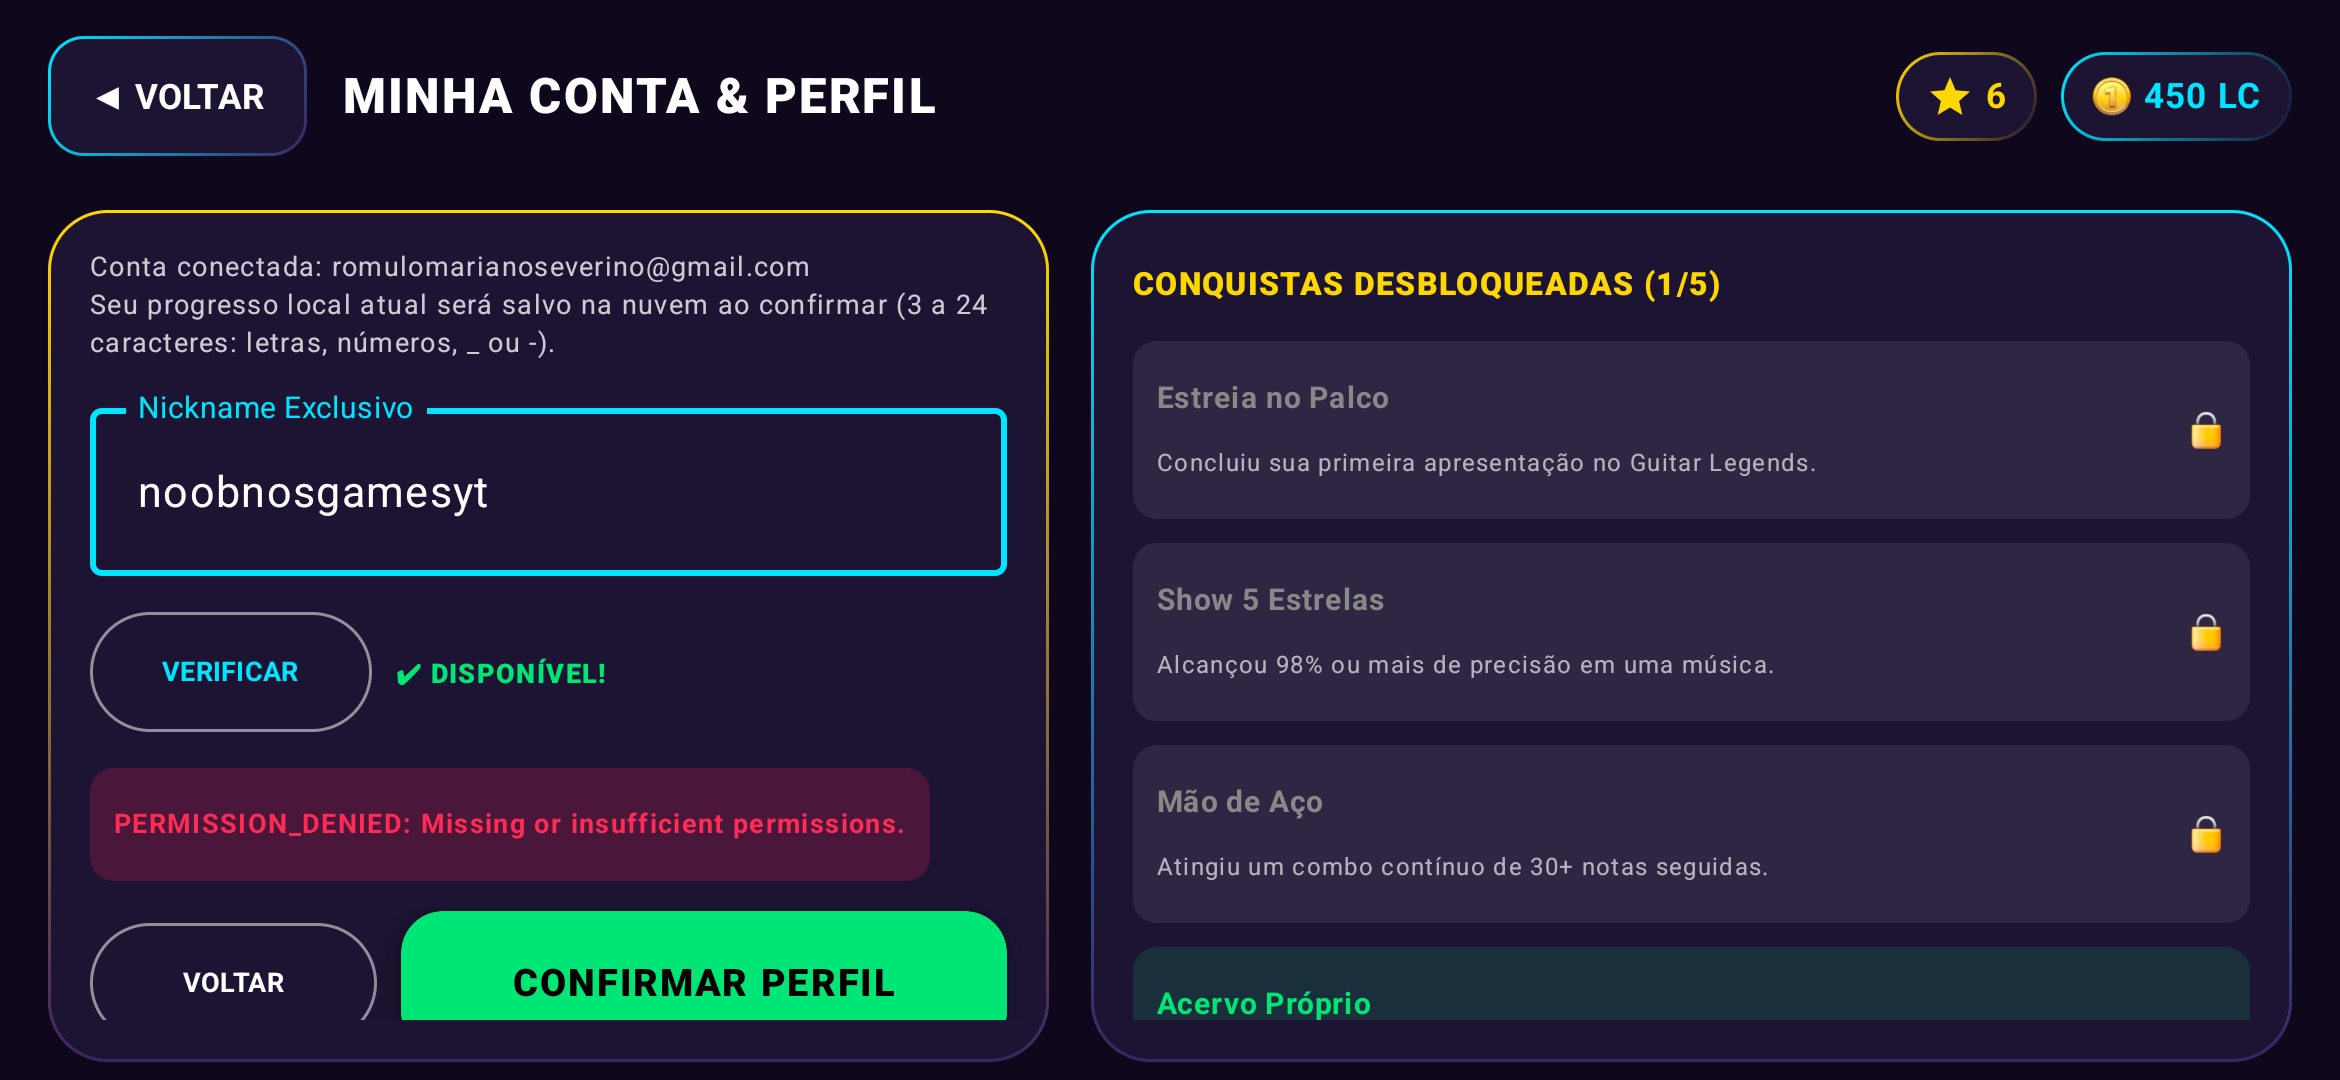 ◀ VOLTAR
MINHA CONTA & PERFIL
★ 6
450 LC
Conta conectada: romulomarianoseverino@gmail.com
Seu progresso local atual será salvo na nuvem ao confirmar (3 a 24
caracteres: letras, números, _ ou -).
Nickname Exclusivo
noobnosgamesyt
VERIFICAR
✔ DISPONÍVEL!
PERMISSION_DENIED: Missing or insufficient permissions.
VOLTAR
CONFIRMAR PERFIL
CONQUISTAS DESBLOQUEADAS (1/5)
Estreia no Palco
Concluiu sua primeira apresentação no Guitar Legends.
Show 5 Estrelas
Alcançou 98% ou mais de precisão em uma música.
Mão de Aço
Atingiu um combo contínuo de 30+ notas seguidas.
Acervo Próprio